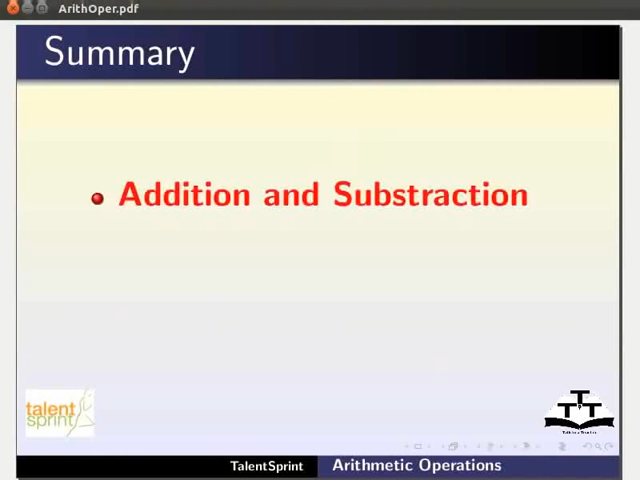 ArithOper.pdf
Summary
Addition and Substraction
talent
sprint
TalentSprint
Arithmetic Operations